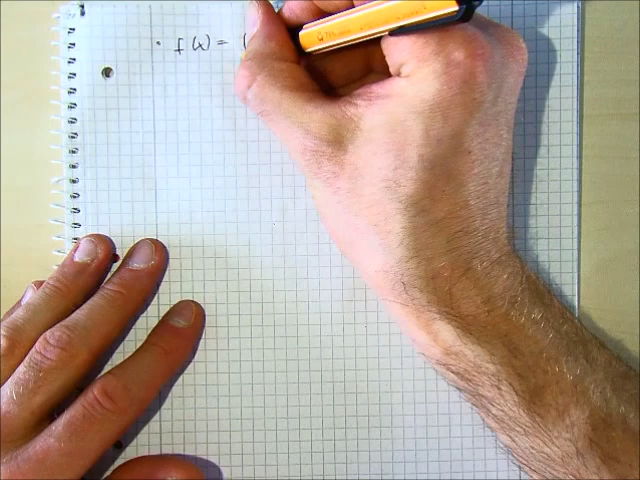 · f(x) = (